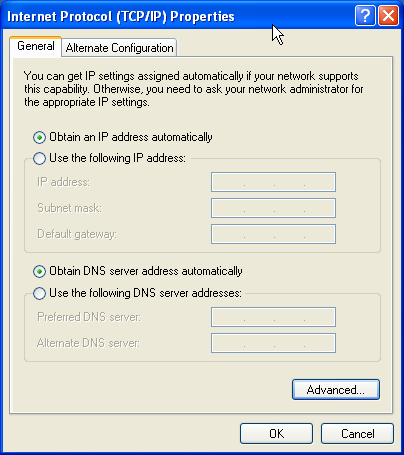 Internet Protocol (TCP/IP) Properties
General
Alternate Configuration
You can get IP settings assigned automatically if your network supports
this capability. Otherwise, you need to ask your network administrator for
the appropriate IP settings.
Obtain an IP address automatically
Use the following IP address:
IP address:
Subnet mask:
Default gateway:
Obtain DNS server address automatically
Use the following DNS server addresses:
Preferred DNS server:
Alternate DNS server:
Advanced...
OK
Cancel